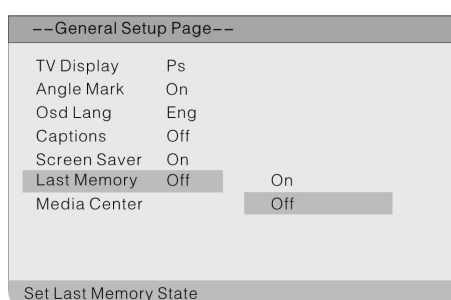 --General Setup Page--
TV Display Ps
Angle Mark On
Osd Lang Eng
Captions Off
Screen Saver On
Last Memory Off On
Media Center Off
Set Last Memory State